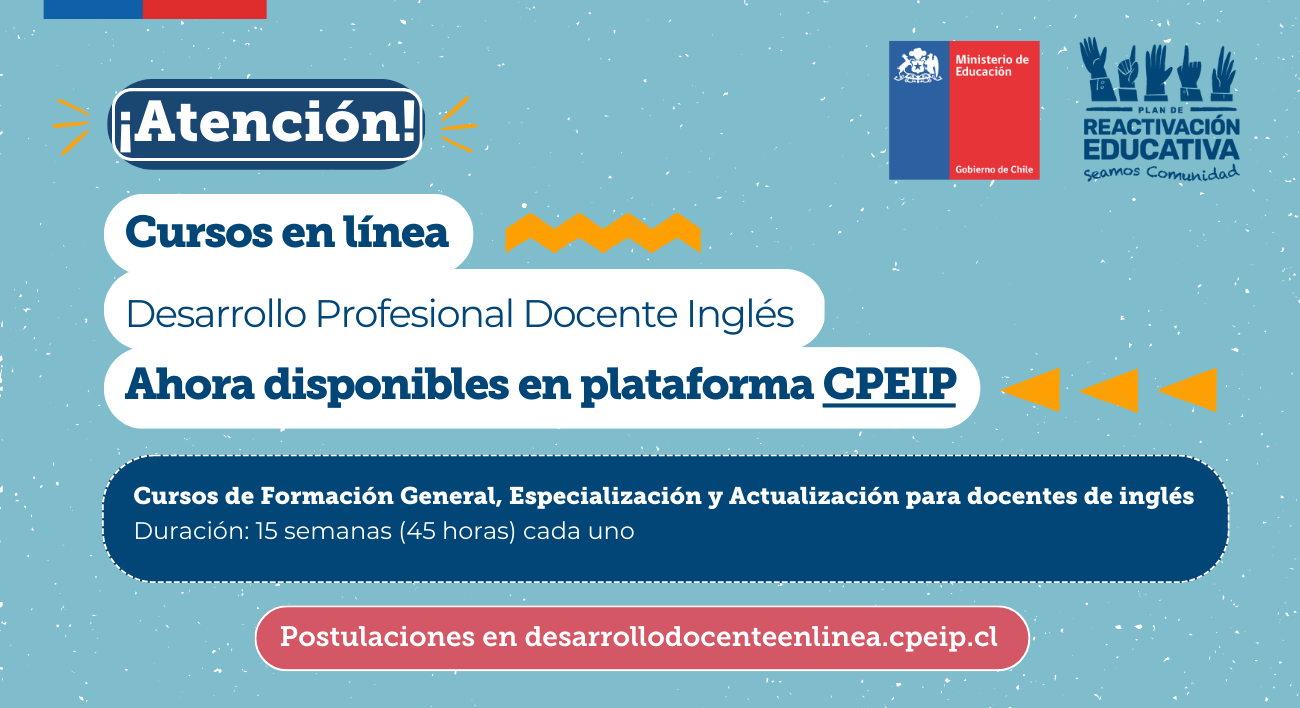 ¡Atención!
Ministerio de
Educación
Gobierno de Chile
PLAN DE
REACTIVACIÓN
EDUCATIVA
Seamos Comunidad
Cursos en línea
Desarrollo Profesional Docente Inglés
Ahora disponibles en plataforma CPEIP
Cursos de Formación General, Especialización y Actualización para docentes de inglés
Duración: 15 semanas (45 horas) cada uno
Postulaciones en desarrollodocenteenlinea.cpeip.cl